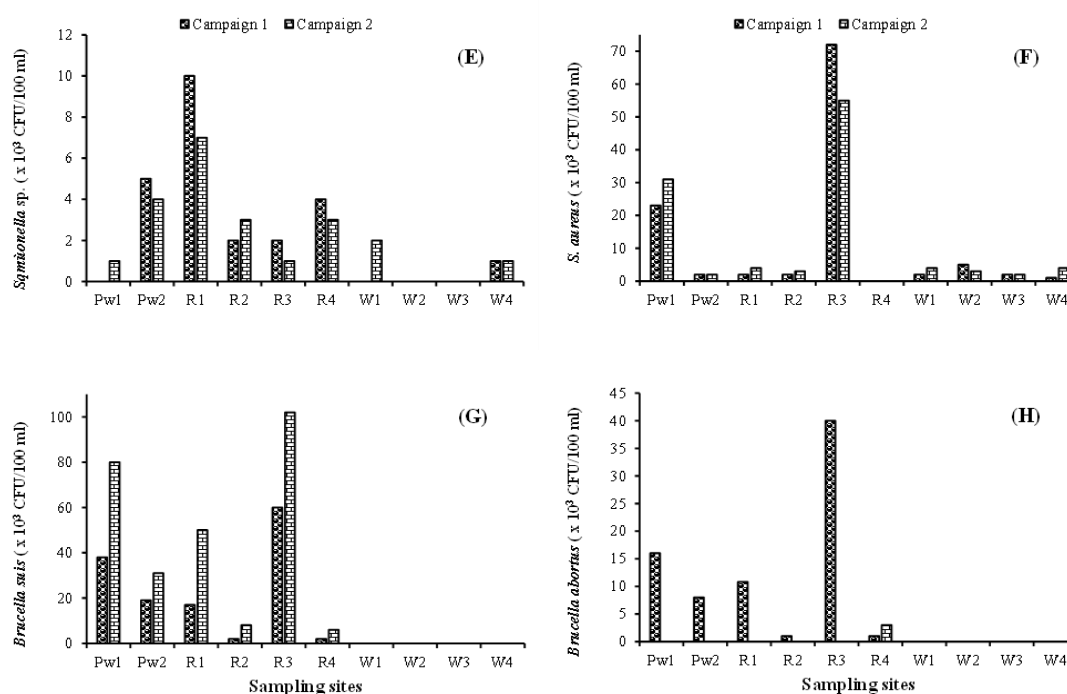 Campaign 1 Campaign 2
(E)
12
10
8
6
4
2
0
Pw1 Pw2 R1 R2 R3 R4 W1 W2 W3 W4
sp. ( x 10³ CFU/100 ml)
Campaign 1 Campaign 2
(F)
70
60
50
40
30
20
10
0
Pw1 Pw2 R1 R2 R3 R4 W1 W2 W3 W4
S. aureus ( x 10³ CFU/100 ml)
(G)
100
80
60
40
20
0
Pw1 Pw2 R1 R2 R3 R4 W1 W2 W3 W4
Brucella suis ( x 10³ CFU/100 ml)
Sampling sites
(H)
45
40
35
30
25
20
15
10
5
0
Pw1 Pw2 R1 R2 R3 R4 W1 W2 W3 W4
Brucella abortus ( x 10³ CFU/100 ml)
Sampling sites